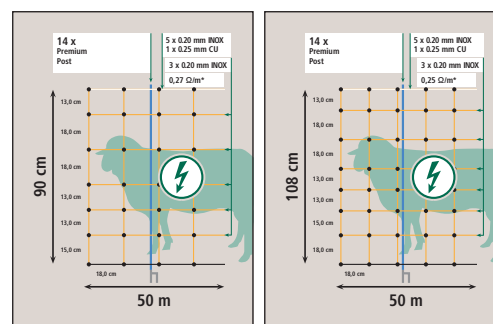 14 x
Premium
Post
5 x 0.20 mm INOX
1 x 0.25 mm CU
3 x 0.20 mm INOX
0,27 Ω/m*
13,0 cm
18,0 cm
18,0 cm
13,0 cm
13,0 cm
15,0 cm
18,0 cm
90 cm
50 m
14 x
Premium
Post
5 x 0.20 mm INOX
1 x 0.25 mm CU
3 x 0.20 mm INOX
0,25 Ω/m*
13,0 cm
18,0 cm
18,0 cm
13,0 cm
13,0 cm
15,0 cm
18,0 cm
18,0 cm
108 cm
50 m